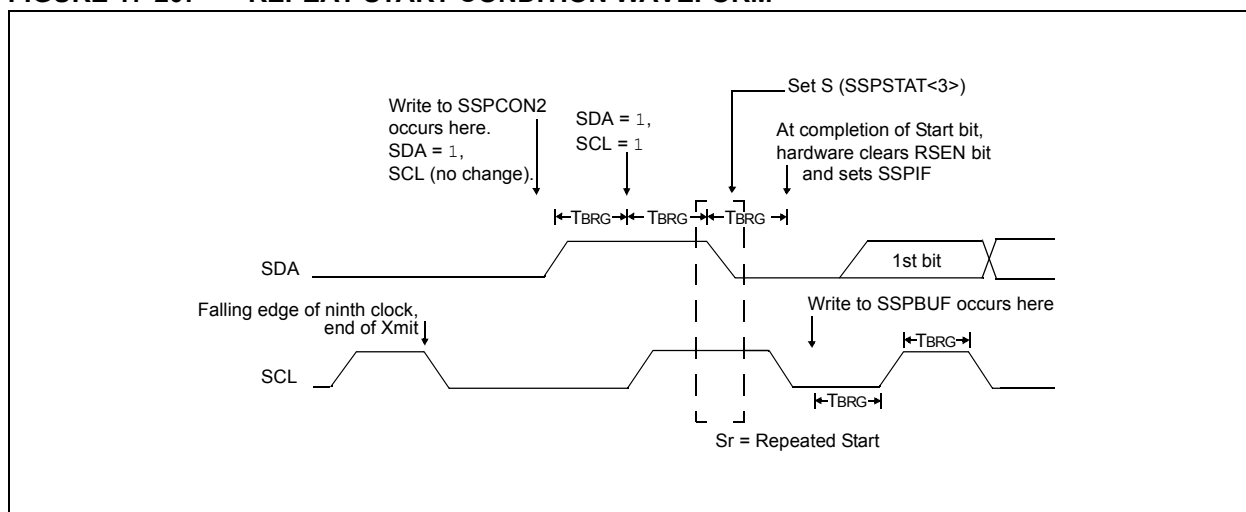 FIGURE REPEAT START CONDITION WAVEFORM
Set S (SSPSTAT<3>)
Write to SSPCON2
occurs here.
SDA = 1,
SCL (no change).
SDA = 1,
SCL = 1
At completion of Start bit,
hardware clears RSEN bit
and sets SSPIF
TBRG
TBRG
TBRG
SDA
1st bit
Falling edge of ninth clock,
end of Xmit
Write to SSPBUF occurs here
TBRG
SCL
TBRG
Sr = Repeated Start